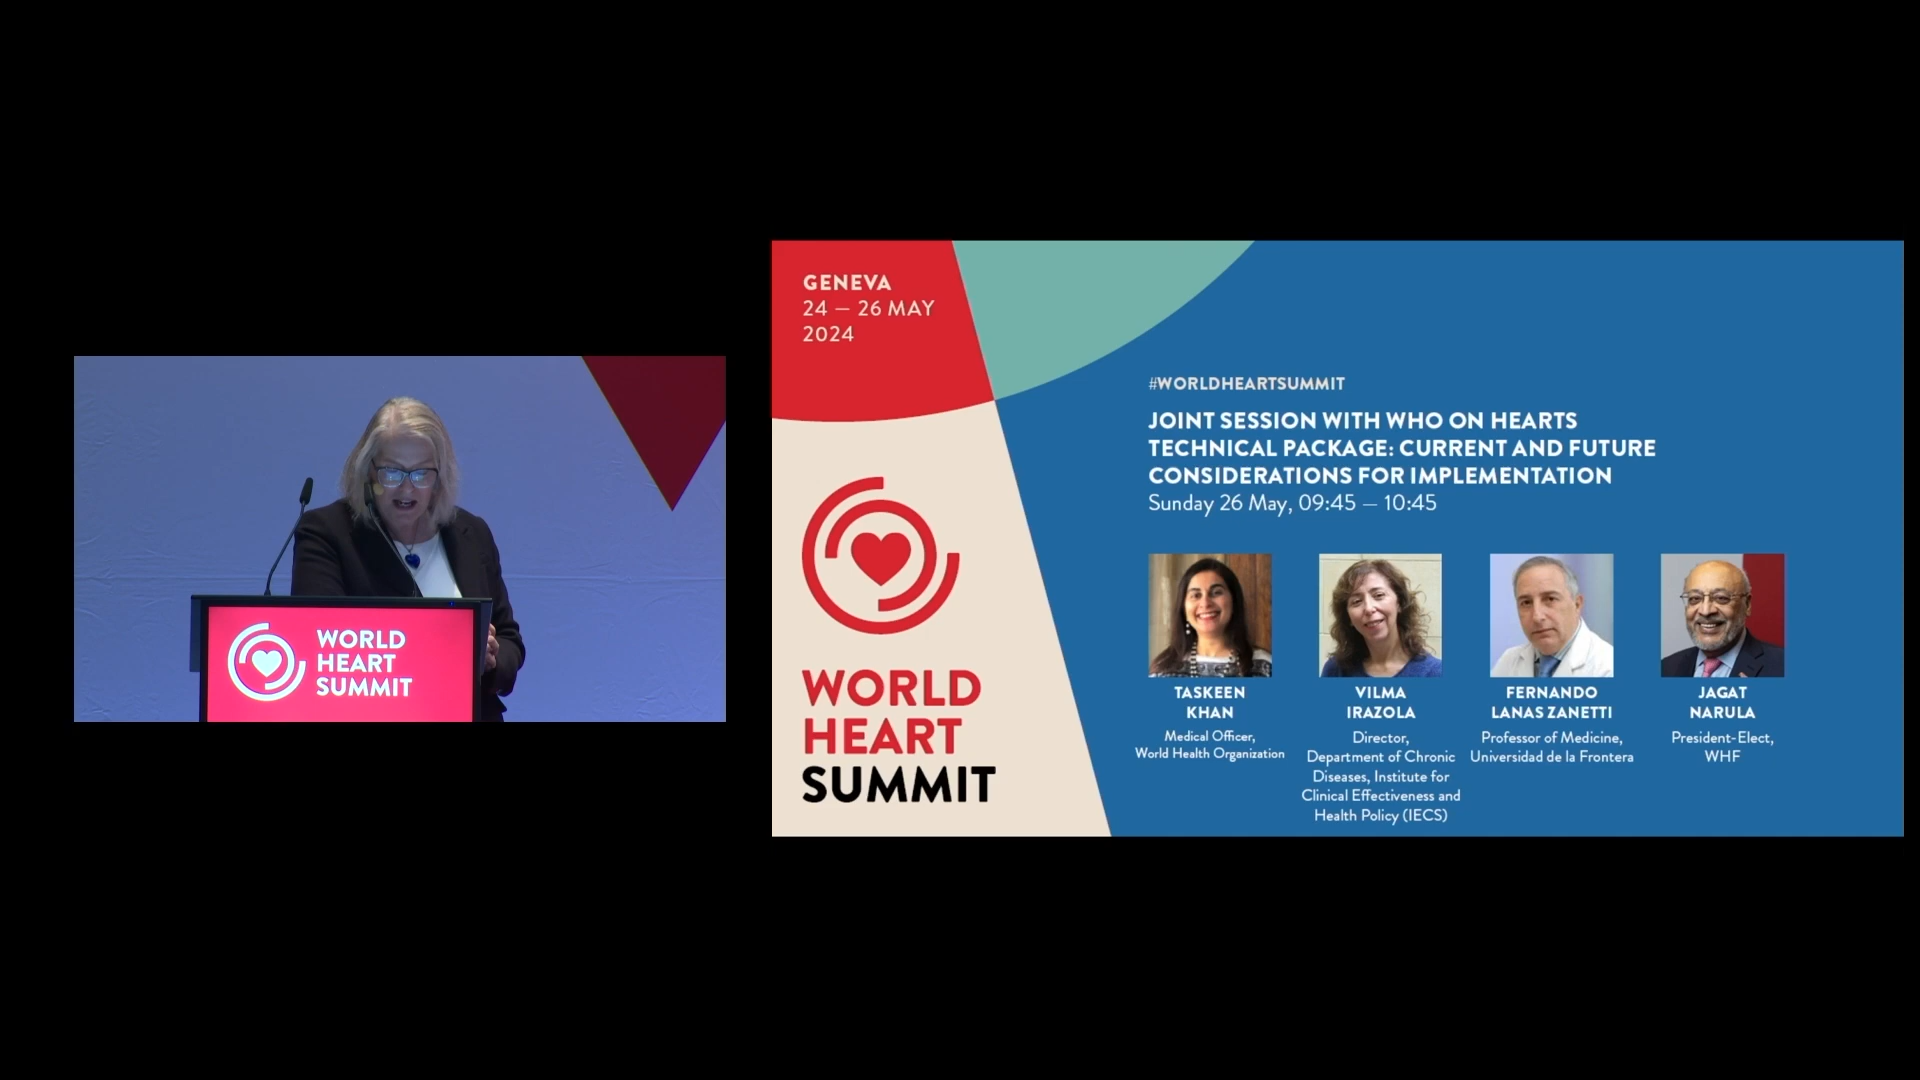 WORLD
HEART
SUMMIT
GENEVA
24 — 26 MAY
2024
WORLD
HEART
SUMMIT
#WORLDHEARTSUMMIT
JOINT SESSION WITH WHO ON HEARTS
TECHNICAL PACKAGE: CURRENT AND FUTURE
CONSIDERATIONS FOR IMPLEMENTATION
Sunday 26 May, 09:45 — 10:45
TASKEEN
KHAN
Medical Officer,
World Health Organization
VILMA
IRAZOLA
Director,
Department of Chronic
Diseases, Institute for
Clinical Effectiveness and
Health Policy (IECS)
FERNANDO
LANAS ZANETTI
Professor of Medicine,
Universidad de la Frontera
JAGAT
NARULA
President-Elect,
WHF